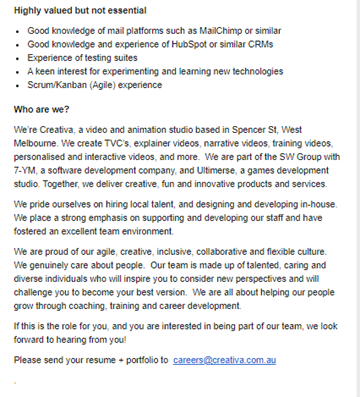 Highly valued but not essential
• Good knowledge of mail platforms such as MailChimp or similar
• Good knowledge and experience of HubSpot or similar CRMs
• Experience of testing suites
• A keen interest for experimenting and learning new technologies
• Scrum/Kanban (Agile) experience
Who are we?
We're Creativa, a video and animation studio based in Spencer St, West
Melbourne. We create TVC's, explainer videos, narrative videos, training videos,
personalised and interactive videos, and more. We are part of the SW Group with
7-YM, a software development company, and Ultimerse, a games development
studio. Together, we deliver creative, fun and innovative products and services.
We pride ourselves on hiring local talent, and designing and developing in-house.
We place a strong emphasis on supporting and developing our staff and have
fostered an excellent team environment.
We are proud of our agile, creative, inclusive, collaborative and flexible culture.
We genuinely care about people. Our team is made up of talented, caring and
diverse individuals who will inspire you to consider new perspectives and will
challenge you to become your best version. We are all about helping our people
grow through coaching, training and career development.
If this is the role for you, and you are interested in being part of our team, we look
forward to hearing from you!
Please send your resume + portfolio to careers@creativa.com.au
.